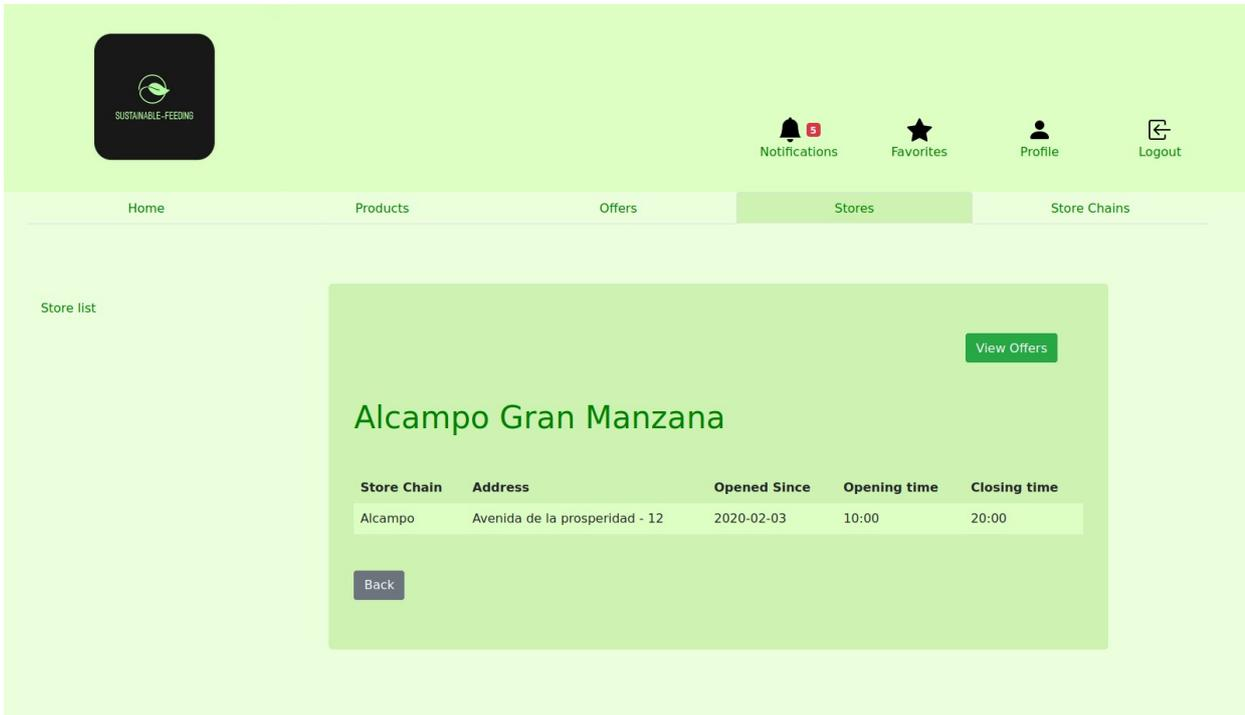 SUSTAINABLE-FEEDING
5
Notifications Favorites Profile Logout
Home Products Offers Stores Store Chains
Store list
View Offers
Alcampo Gran Manzana
Store Chain Address Opened Since Opening time Closing time
Alcampo Avenida de la prosperidad - 12 2020-02-03 10:00 20:00
Back